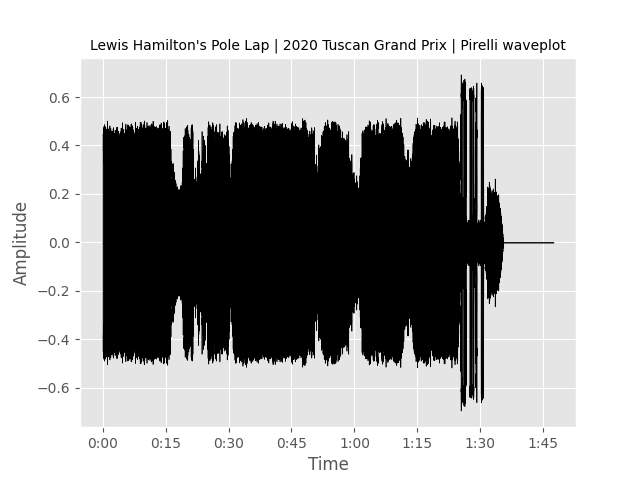 Lewis Hamilton's Pole Lap | 2020 Tuscan Grand Prix | Pirelli waveplot
0.6
0.4
0.2
0.0
−0.2
−0.4
−0.6
Amplitude
0:00 0:15 0:30 0:45 1:00 1:15 1:30 1:45
Time